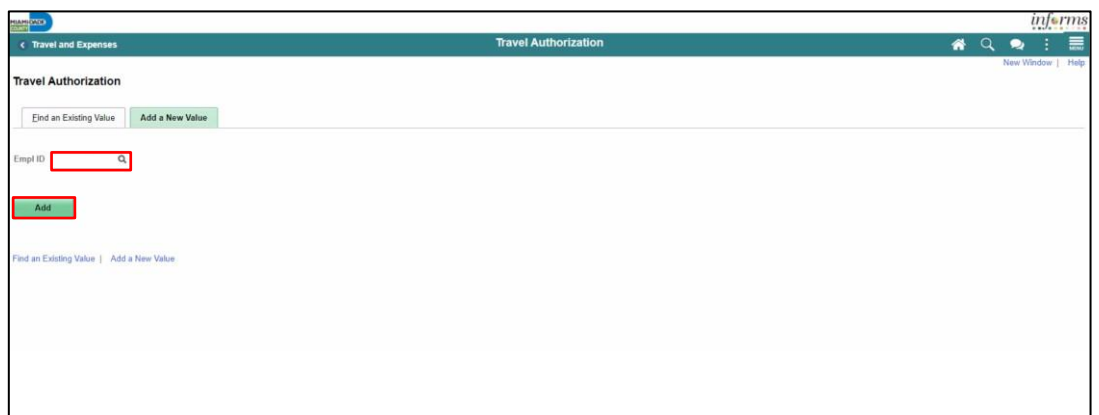 MIAMI-DADE
COUNTY
informs
Travel and Expenses
Travel Authorization
MENU
New Window | Help
Travel Authorization
Find an Existing Value
Add a New Value
Empl ID
Add
Find an Existing Value | Add a New Value